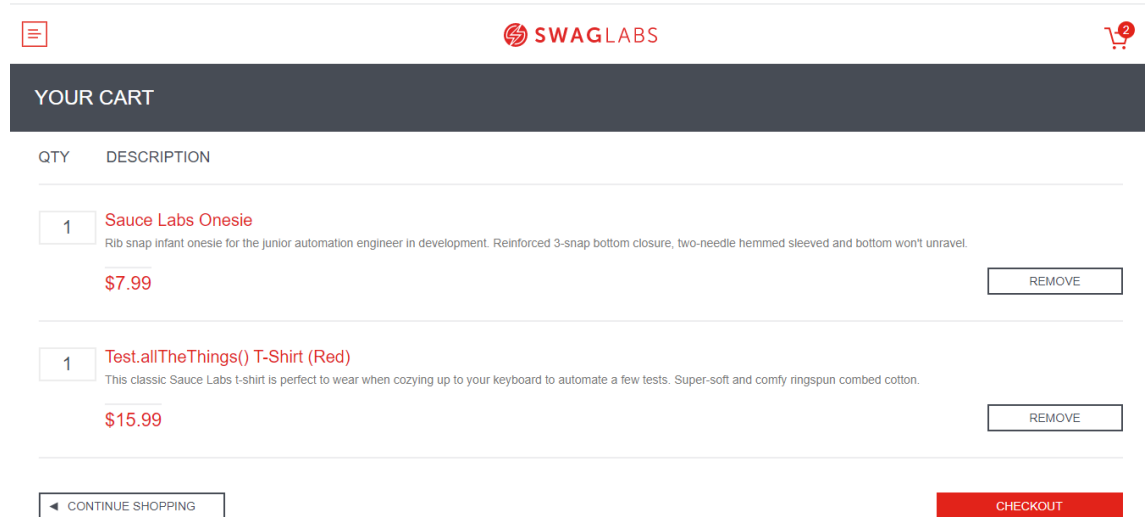 SWAGLABS
2
YOUR CART
QTY DESCRIPTION
1
Sauce Labs Onesie
Rib snap infant onesie for the junior automation engineer in development. Reinforced 3-snap bottom closure, two-needle hemmed sleeved and bottom won't unravel.
$7.99
REMOVE
1
Test.allTheThings() T-Shirt (Red)
This classic Sauce Labs t-shirt is perfect to wear when cozying up to your keyboard to automate a few tests. Super-soft and comfy ringspun combed cotton.
$15.99
REMOVE
CONTINUE SHOPPING
CHECKOUT